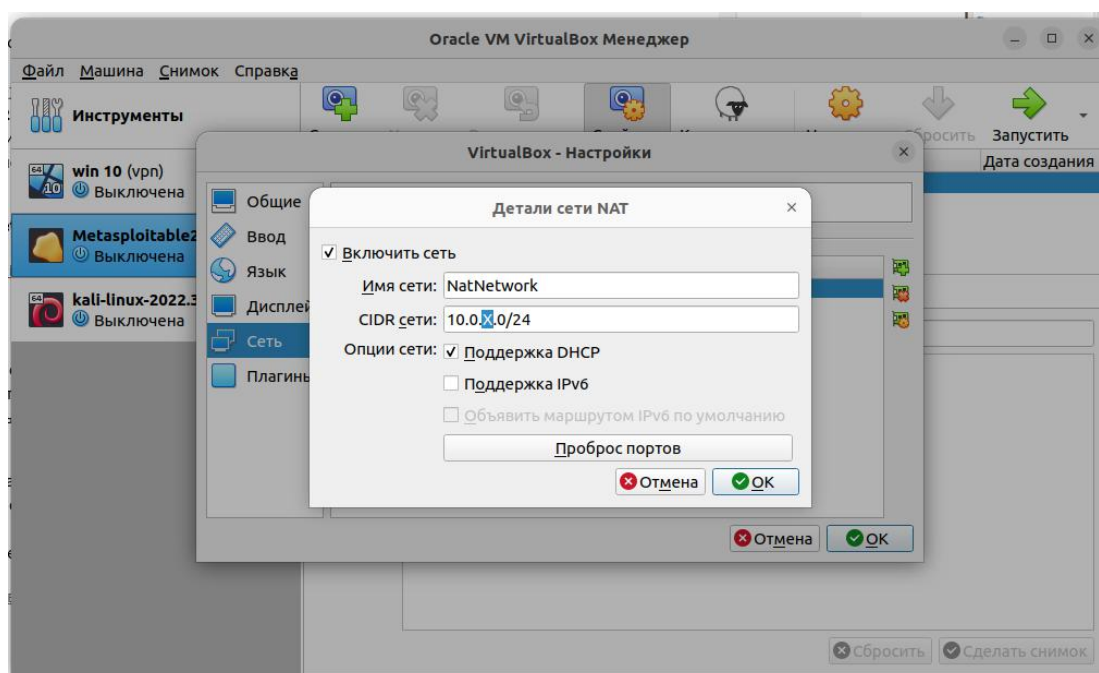 Oracle VM VirtualBox Менеджер
Файл Машина Снимок Справка
Инструменты
Сбросить Запустить
VirtualBox - Настройки
Дата создания
win 10 (vpn)
64 10 Выключена
Общие
Детали сети NAT
Metasploitable2
Выключена
Ввод
Включить сеть
Язык
Имя сети: NatNetwork
64 kali-linux-2022.3
Выключена
Дисплей
CIDR сети: 10.0.X.0/24
Сеть
Опции сети: Поддержка DHCP
Плагины
Поддержка IPv6
Объявить маршрутом IPv6 по умолчанию
Проброс портов
Отмена OK
Отмена OK
Сбросить Сделать снимок